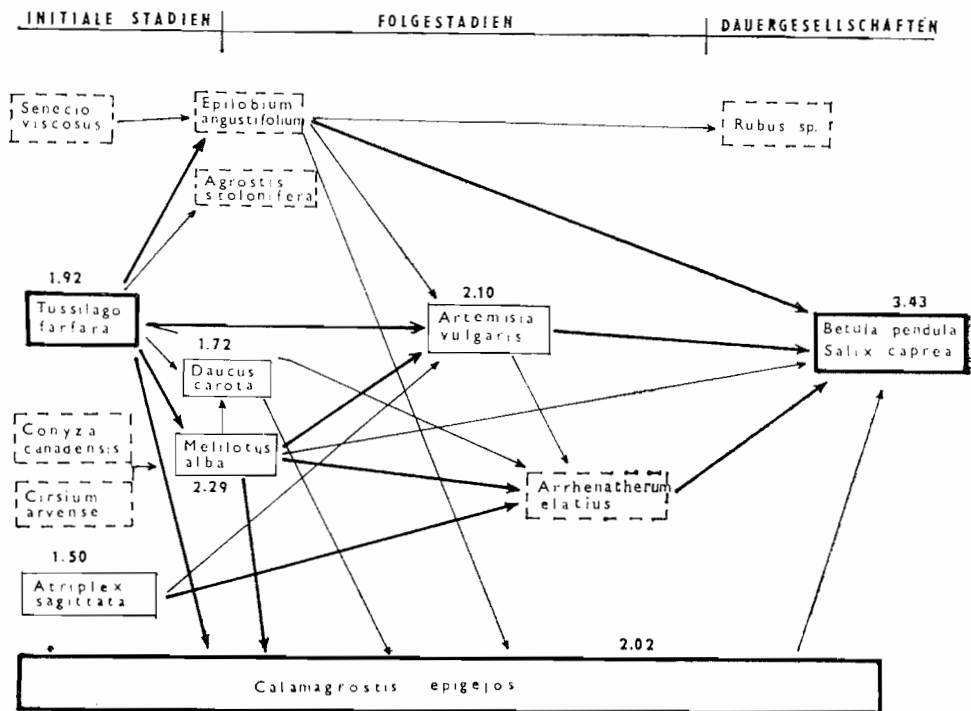 INITIALE STADIEN
FOLGESTADIEN
DAUERGESELLSCHAFTEN
Senecio
viscosus
Epilobium
angustifolium
Rubus sp.
Agrostis
stolonifera
1.92
Tussilago
farfara
2.10
Artemisia
vulgaris
3.43
Betula pendula
Salix caprea
1.72
Daucus
carota
Conyza
canadensis
Melilotus
alba
2.29
Cirsium
arvense
Arrhenatherum
elatius
1.50
Atriplex
sagittata
2.02
Calamagrostis epigejos